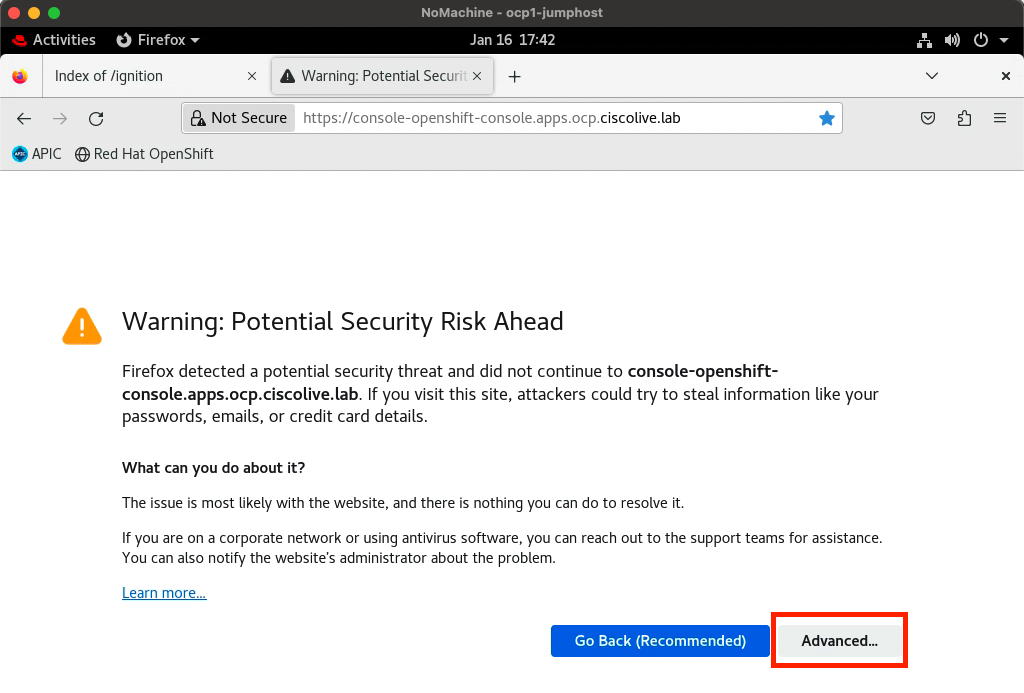 NoMachine - ocp1-jumphost
Activities Firefox Jan 16 17:42
Index of /ignition Warning: Potential Securit
Not Secure https://console-openshift-console.apps.ocp.ciscolive.lab
APIC APIC Red Hat OpenShift
Warning: Potential Security Risk Ahead
Firefox detected a potential security threat and did not continue to console-openshift-
console.apps.ocp.ciscolive.lab. If you visit this site, attackers could try to steal information like your
passwords, emails, or credit card details.
What can you do about it?
The issue is most likely with the website, and there is nothing you can do to resolve it.
If you are on a corporate network or using antivirus software, you can reach out to the support teams for assistance.
You can also notify the website's administrator about the problem.
Learn more...
Go Back (Recommended) Advanced...